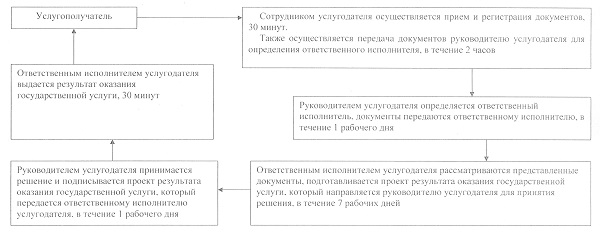 Услугополучатель
Сотрудником услугодателя осуществляется прием и регистрация документов,
30 минут.
Также осуществляется передача документов руководителю услугодателя для
определения ответственного исполнителя, в течение 2 часов
Руководителем услугодателя определяется ответственный
исполнитель, документы передаются ответственному исполнителю, в
течение 1 рабочего дня
Ответственным исполнителем услугодателя рассматриваются представленные
документы, подготавливается проект результата оказания государственной
услуги, который направляется руководителю услугодателя для принятия
решения, в течение 7 рабочих дней
Руководителем услугодателя принимается
решение и подписывается проект результата
оказания государственной услуги, который
передается ответственному исполнителю
услугодателя, в течение 1 рабочего дня
Ответственным исполнителем услугодателя
выдается результат оказания
государственной услуги, 30 минут